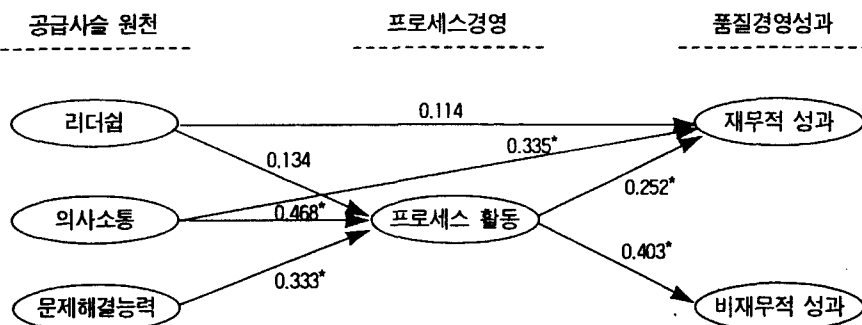 공급사슬 원천 프로세스경영 품질경영성과
리더쉽 0.114 재무적 성과
0.134 0.335*
0.252*
의사소통 0.468* 프로세스 활동
0.333* 0.403*
문제해결능력 비재무적 성과